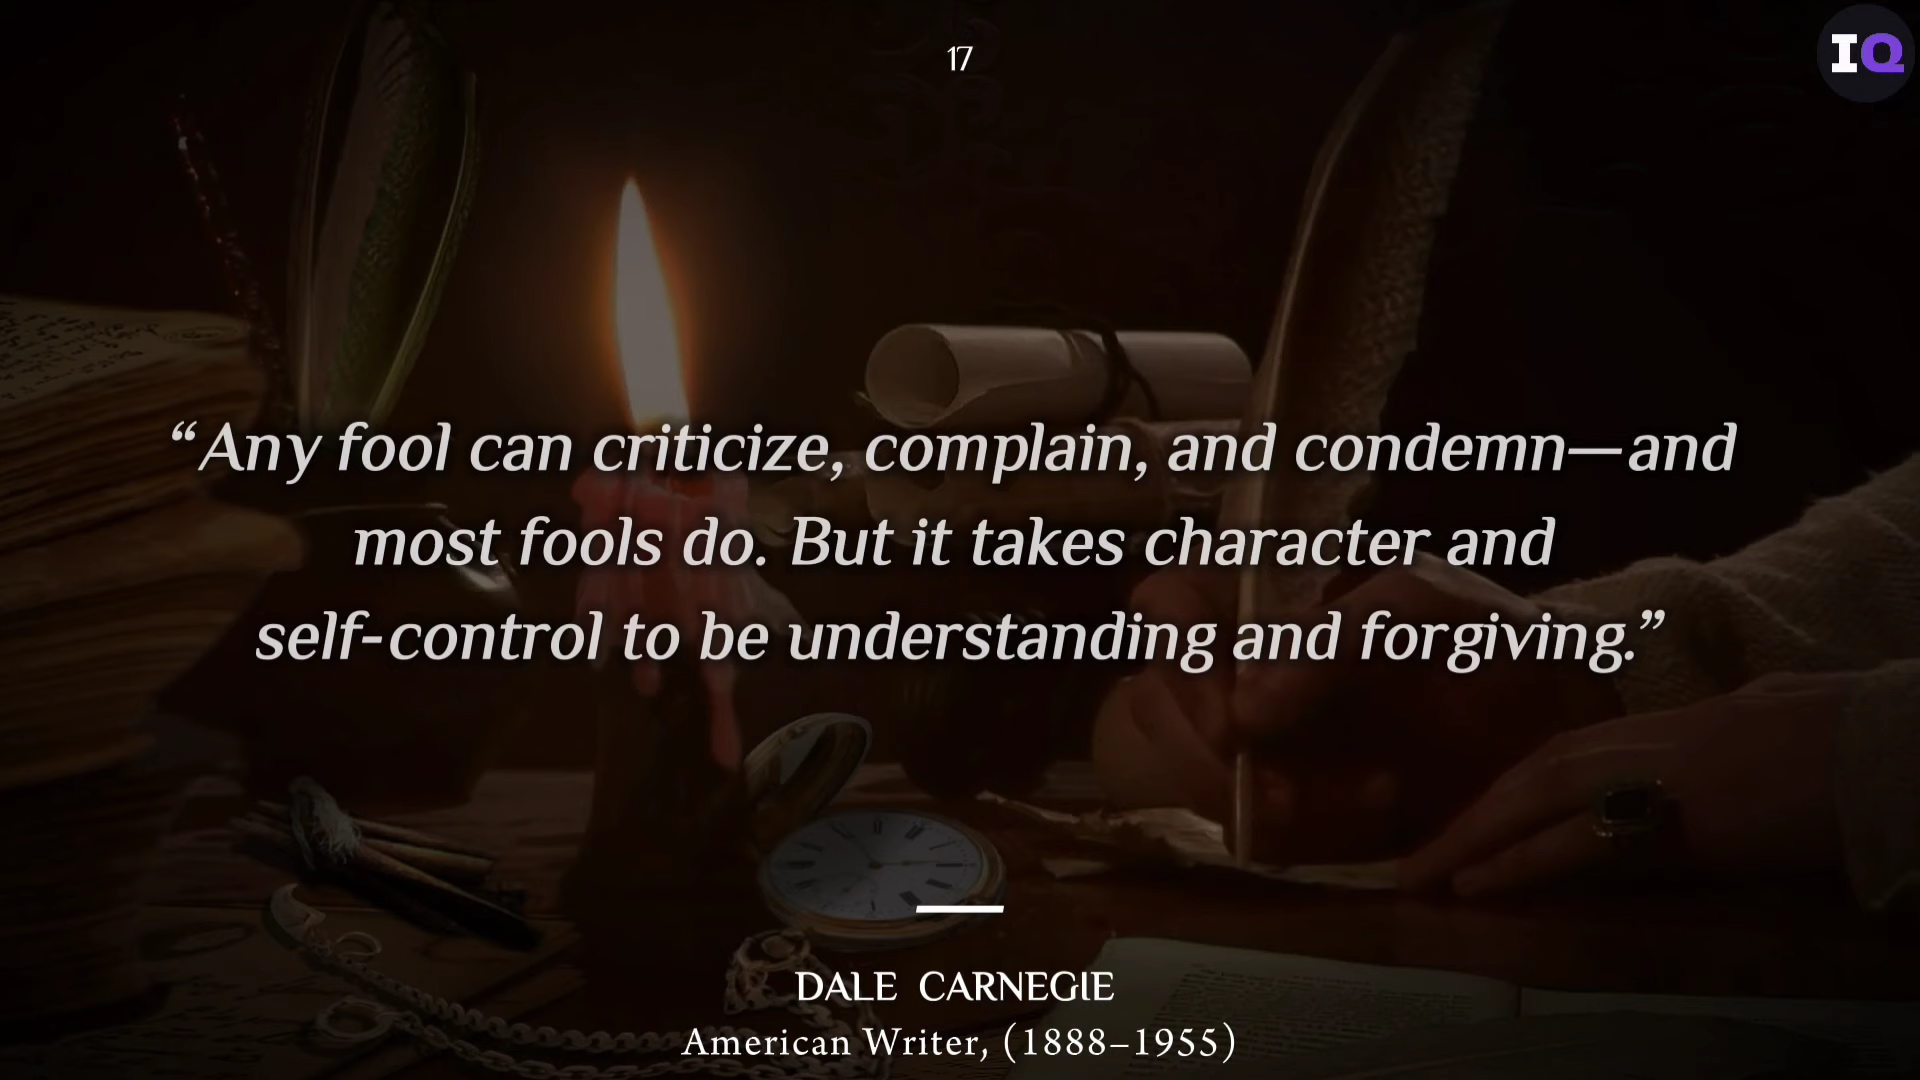 17
IQ
“Any fool can criticize, complain, and condemn—and
most fools do. But it takes character and
self-control to be understanding and forgiving.”
DALE CARNEGIE
American Writer, (1888–1955)